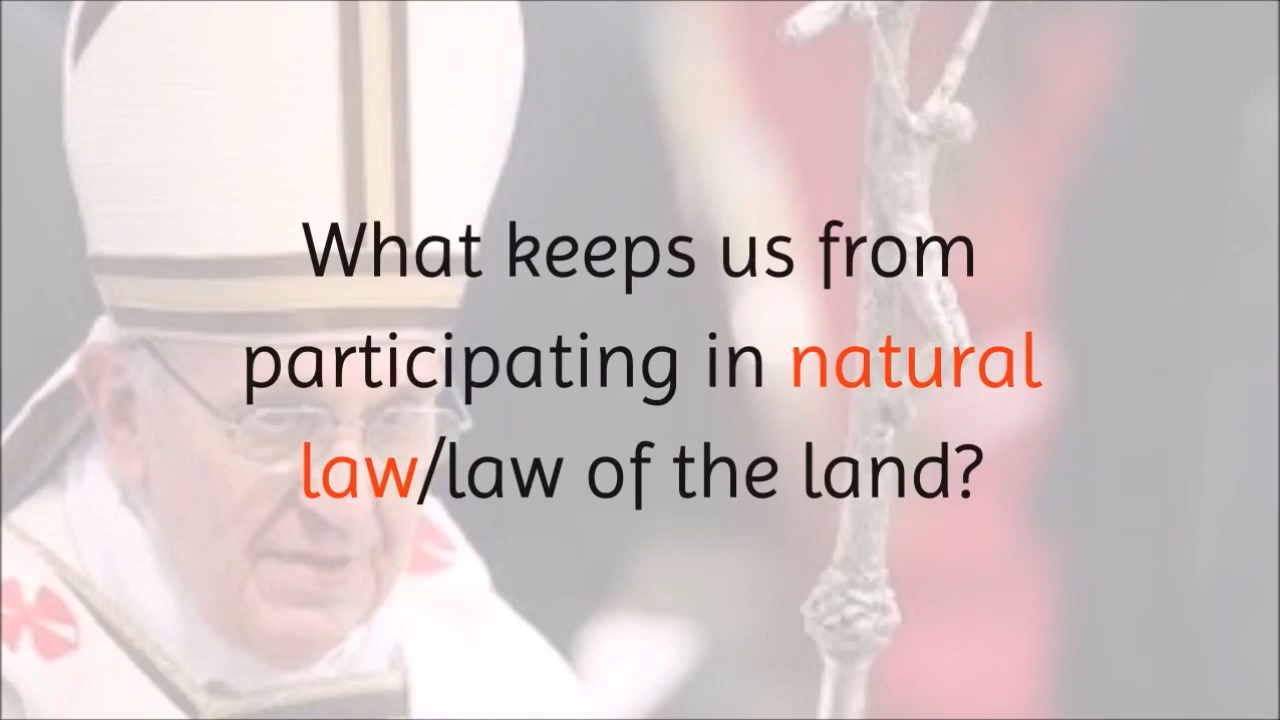 What keeps us from
participating in natural
law/law of the land?